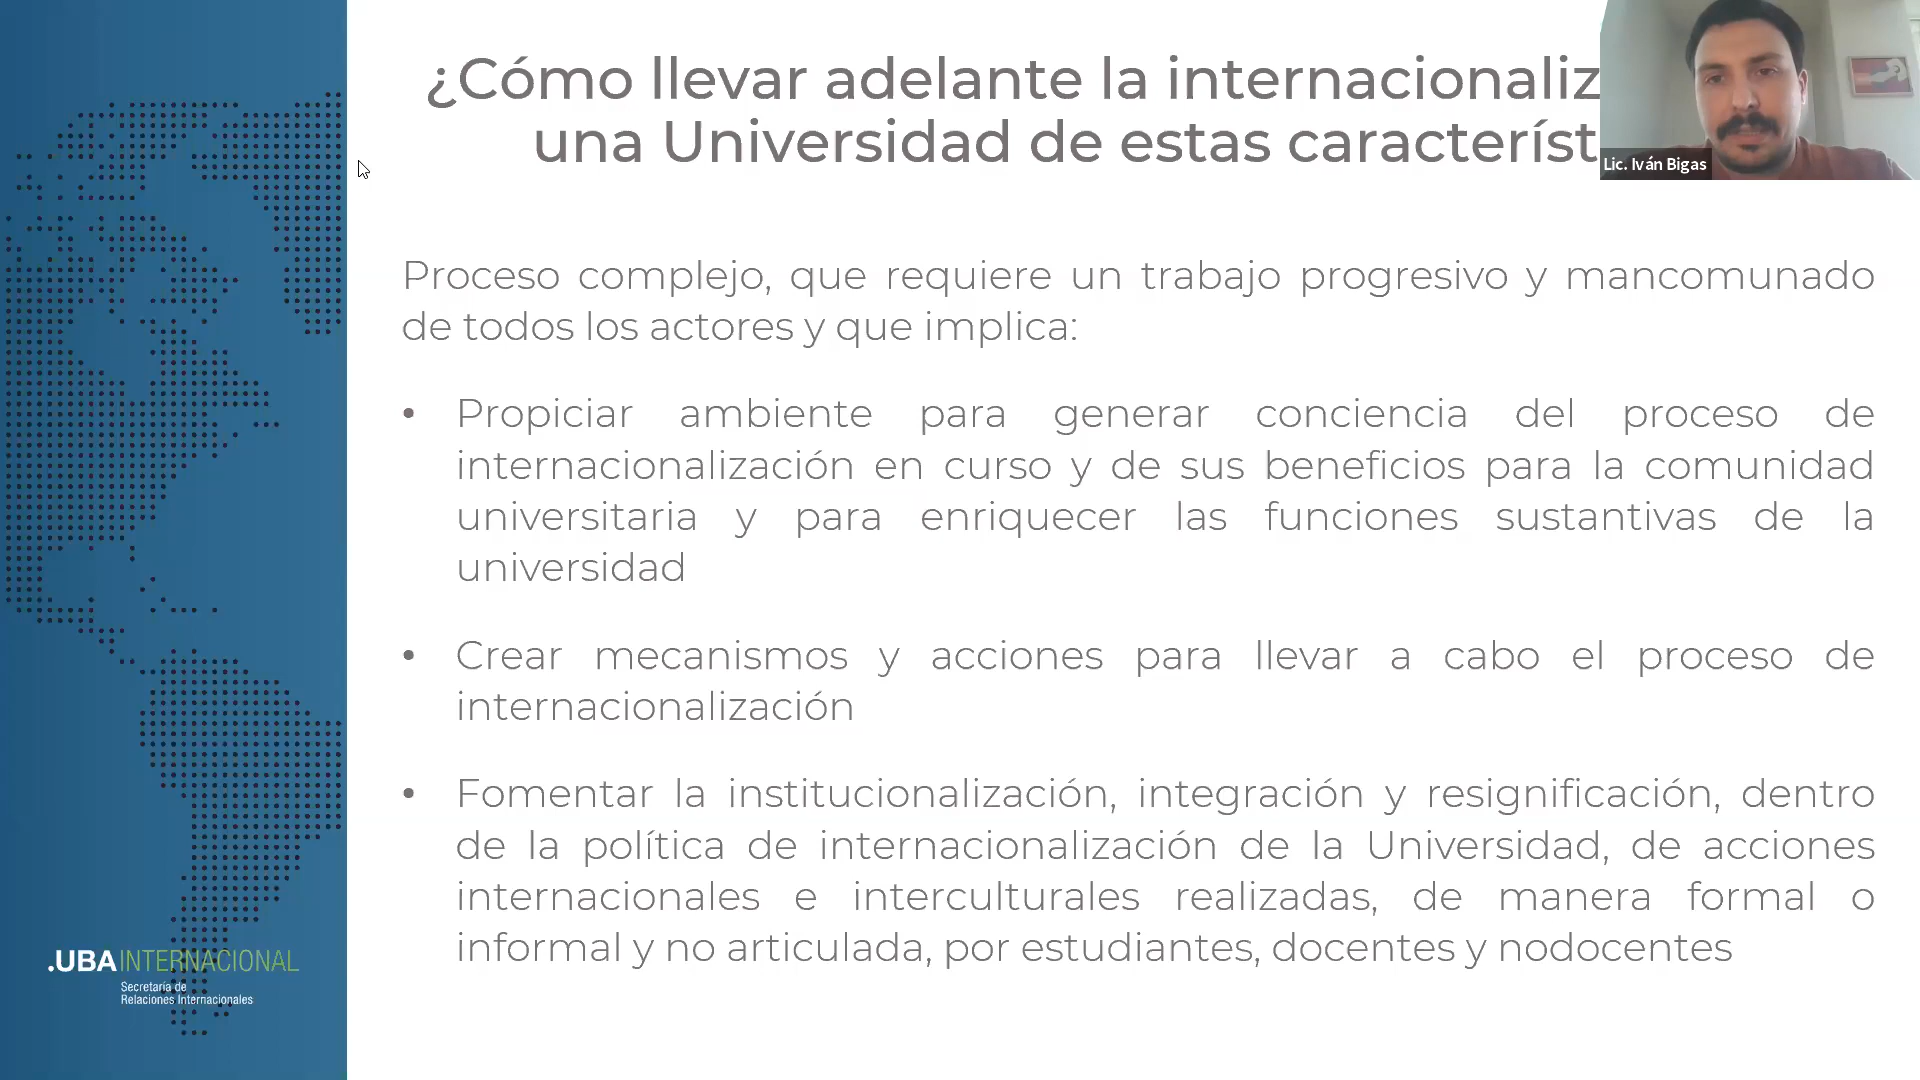 ¿Cómo llevar adelante la internacionaliz
una Universidad de estas característ
Lic. Iván Bigas
Proceso complejo, que requiere un trabajo progresivo y mancomunado
de todos los actores y que implica:
• Propiciar ambiente para generar conciencia del proceso de
internacionalización en curso y de sus beneficios para la comunidad
universitaria y para enriquecer las funciones sustantivas de la
universidad
• Crear mecanismos y acciones para llevar a cabo el proceso de
internacionalización
• Fomentar la institucionalización, integración y resignificación, dentro
de la política de internacionalización de la Universidad, de acciones
internacionales e interculturales realizadas, de manera formal o
informal y no articulada, por estudiantes, docentes y nodocentes
.UBAINTERNACIONAL
Secretaría de
Relaciones Internacionales